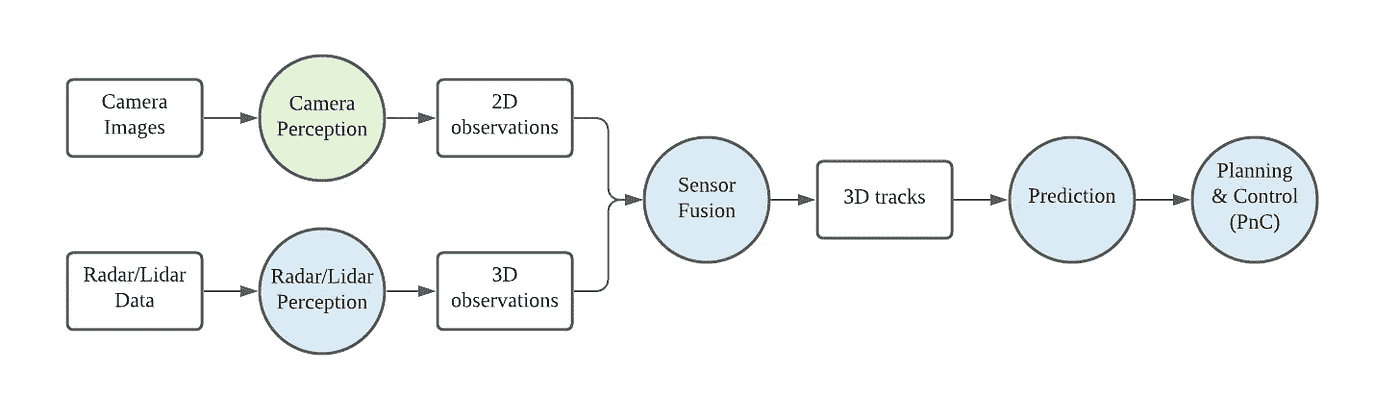 Camera
Images
Camera
Perception
2D
observations
Radar/Lidar
Data
Radar/Lidar
Perception
3D
observations
Sensor
Fusion
3D tracks
Prediction
Planning
& Control
(PnC)